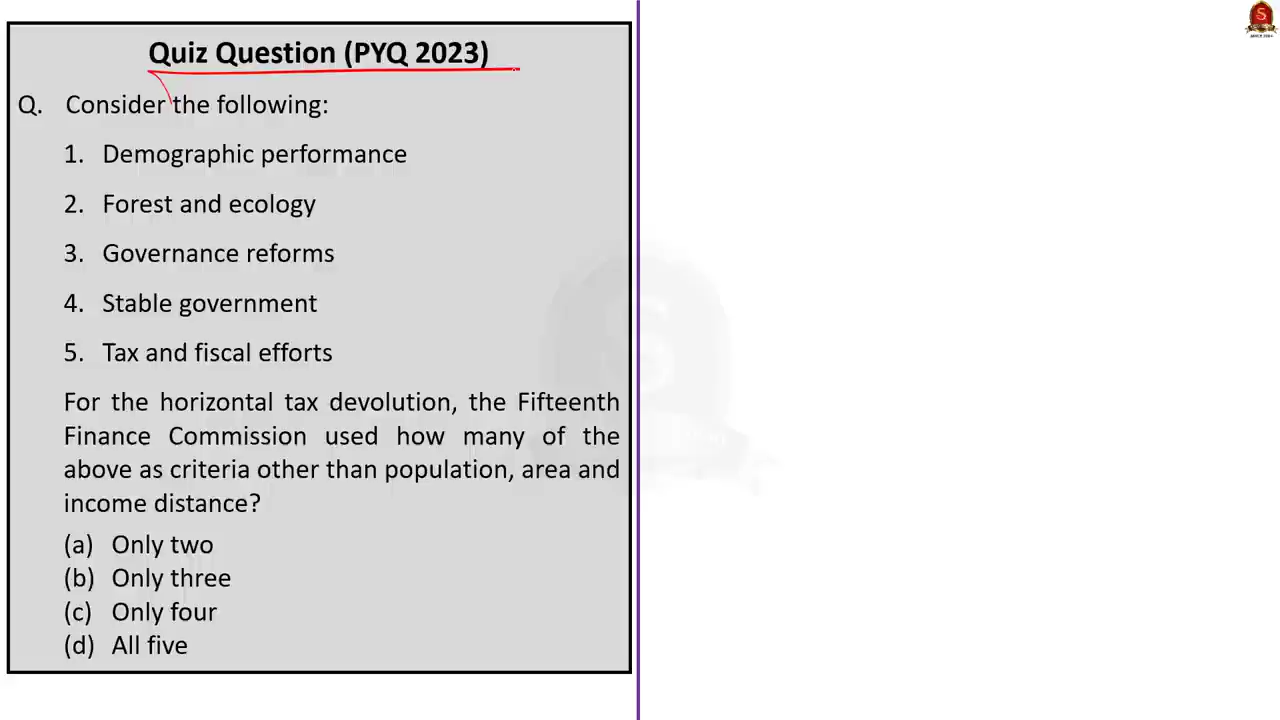 Quiz Question (PYQ 2023)
Q. Consider the following:
1. Demographic performance
2. Forest and ecology
3. Governance reforms
4. Stable government
5. Tax and fiscal efforts
For the horizontal tax devolution, the Fifteenth
Finance Commission used how many of the
above as criteria other than population, area and
income distance?
(a) Only two
(b) Only three
(c) Only four
(d) All five